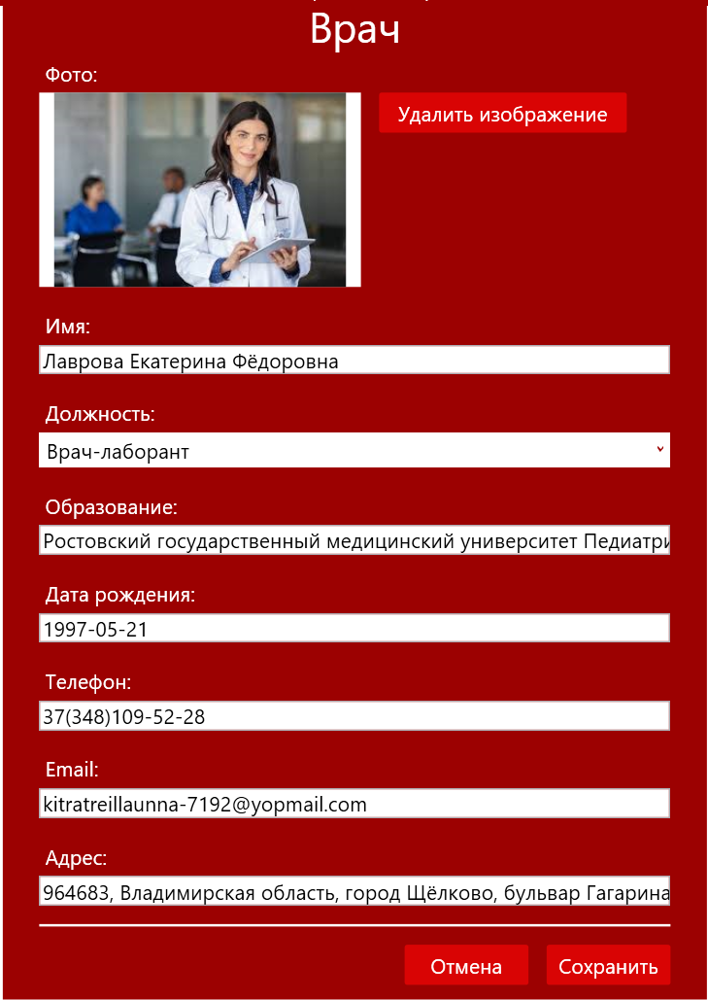 Врач
Фото:
Удалить изображение
Имя:
Лаврова Екатерина Фёдоровна
Должность:
Врач-лаборант
Образование:
Ростовский государственный медицинский университет Педиатри
Дата рождения:
1997-05-21
Телефон:
37(348)109-52-28
Email:
kitratreillaunna-7192@yopmail.com
Адрес:
964683, Владимирская область, город Щёлково, бульвар Гагарина
Отмена
Сохранить